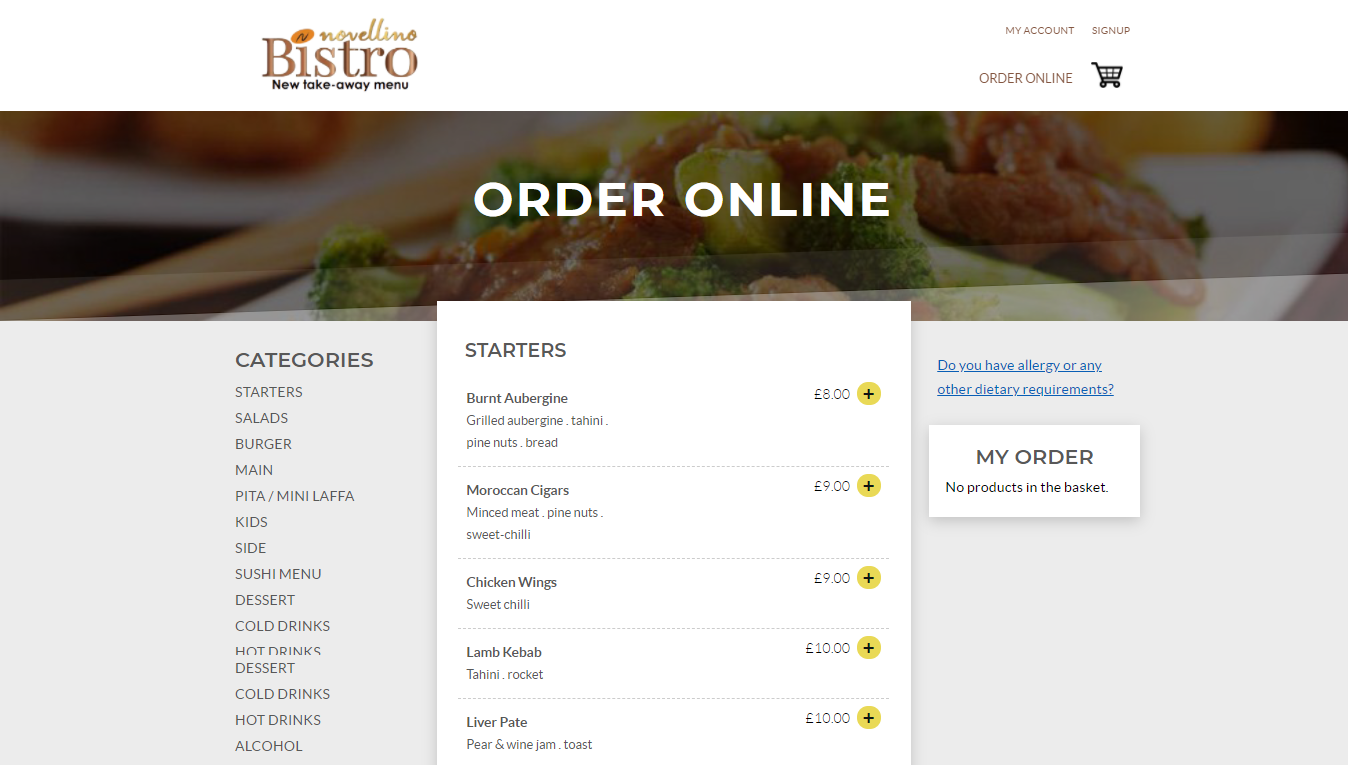 novellino
Bistro
New take-away menu
MY ACCOUNT SIGNUP
ORDER ONLINE
ORDER ONLINE
CATEGORIES
STARTERS
SALADS
BURGER
MAIN
PITA / MINI LAFFA
KIDS
SIDE
SUSHI MENU
DESSERT
COLD DRINKS
HOT DRINKS
DESSERT
COLD DRINKS
HOT DRINKS
ALCOHOL
STARTERS
Burnt Aubergine £8.00 +
Grilled aubergine . tahini .
pine nuts . bread
Moroccan Cigars £9.00 +
Minced meat . pine nuts .
sweet-chilli
Chicken Wings £9.00 +
Sweet chilli
Lamb Kebab £10.00 +
Tahini . rocket
Liver Pate £10.00 +
Pear & wine jam . toast
Do you have allergy or any
other dietary requirements?
MY ORDER
No products in the basket.